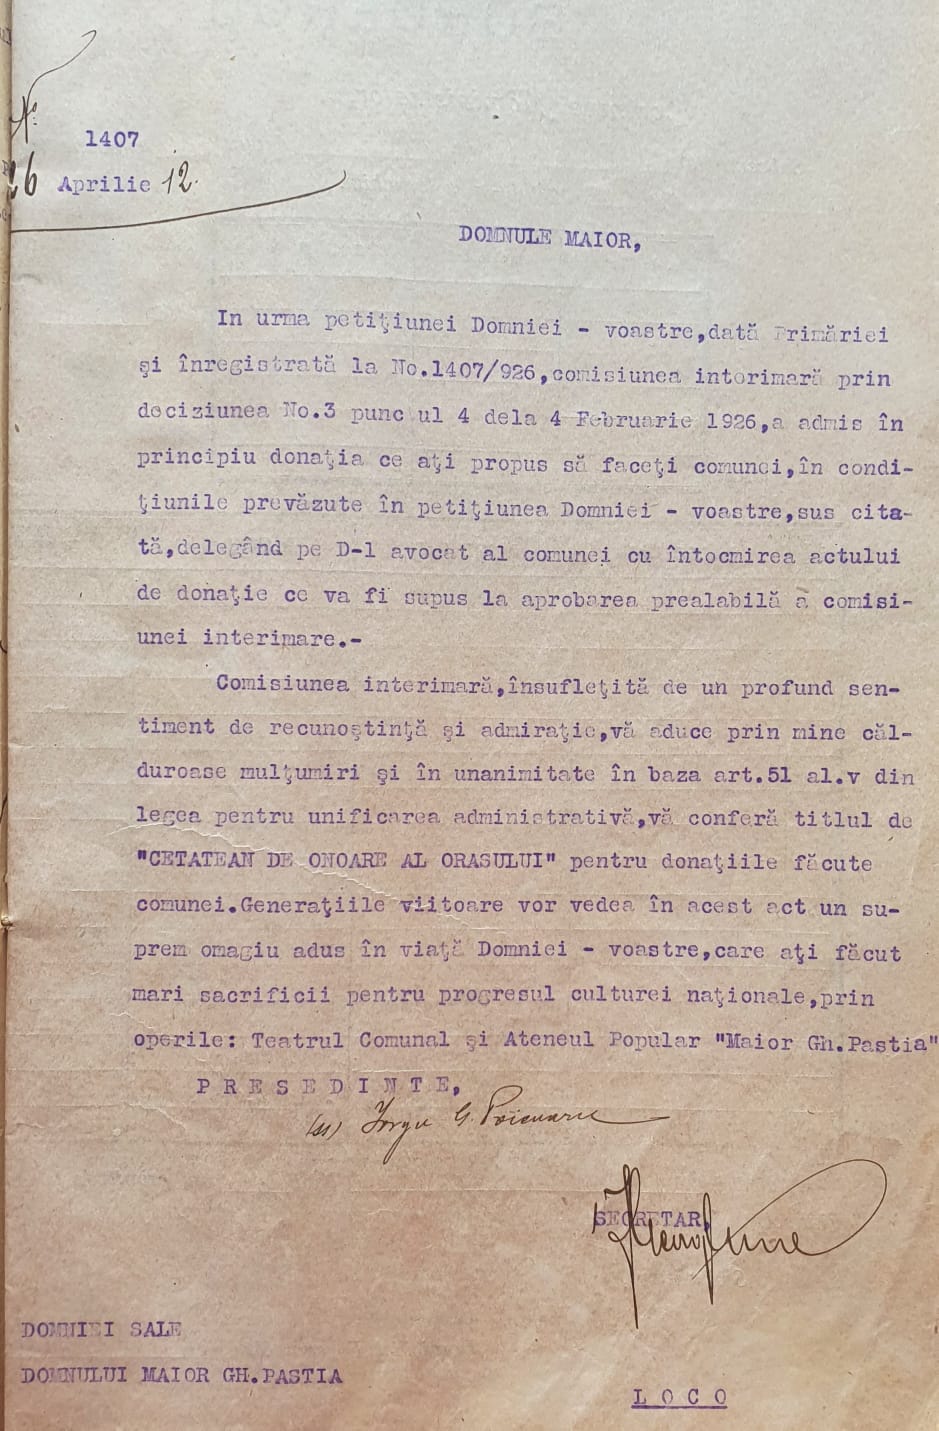 No.
1407
26 Aprilie 12.
DOMNULE MAIOR,
In urma petiţiunei Domniei - voastre,dată Primăriei
şi înregistrată la No.1407/926,comisiunea intorimară prin
deciziunea No.3 punc ul 4 dela 4 Februarie 1926,a admis în
principiu donaţia ce aţi propus să faceţi comunei,în condi-
ţiunile prevăzute în petiţiunea Domniei - voastre,sus cita-
tă,delegând pe D-l avocat al comunei cu întocmirea actului
de donaţie ce va fi supus la aprobarea prealabilă a comisi-
unei interimare.-
Comisiunea interimară,însufleţită de un profund sen-
timent de recunoştinţă şi admiraţie,vă aduce prin mine căl-
duroase mulţumiri şi în unanimitate în baza art.51 al.v din
legea pentru unificarea administrativă,vă conferă titlul de
"CETATEAN DE ONOARE AL ORASULUI" pentru donaţiile făcute
comunei.Generaţiile viitoare vor vedea în acest act un su-
prem omagiu adus în viaţă Domniei - voastre,care aţi făcut
mari sacrificii pentru progresul culturei naţionale,prin
operile: Teatrul Comunal şi Ateneul Popular "Maior Gh.Pastia"
P R E S E D I N T E,
(ss) Iorgu G. Poienaru
SECRETAR,
DOMNIEI SALE
DOMNULUI MAIOR GH.PASTIA
L O C O